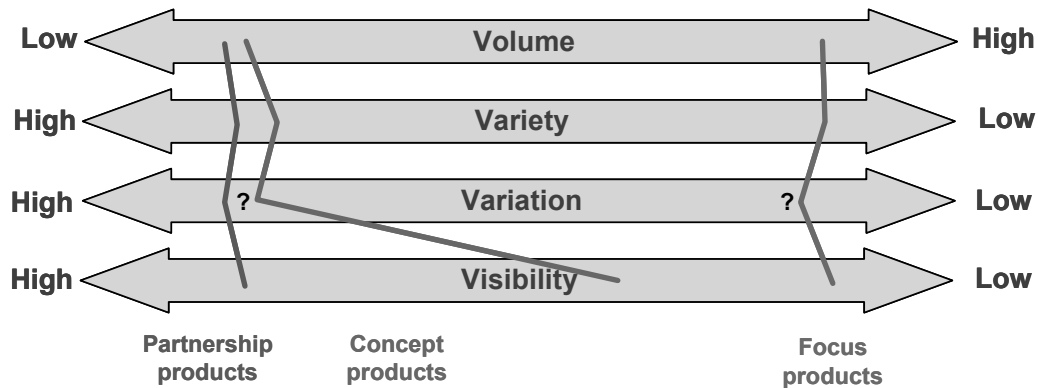 Low Volume High
High Variety Low
High ? Variation ? Low
High Visibility Low
Partnership Concept Focus
products products products